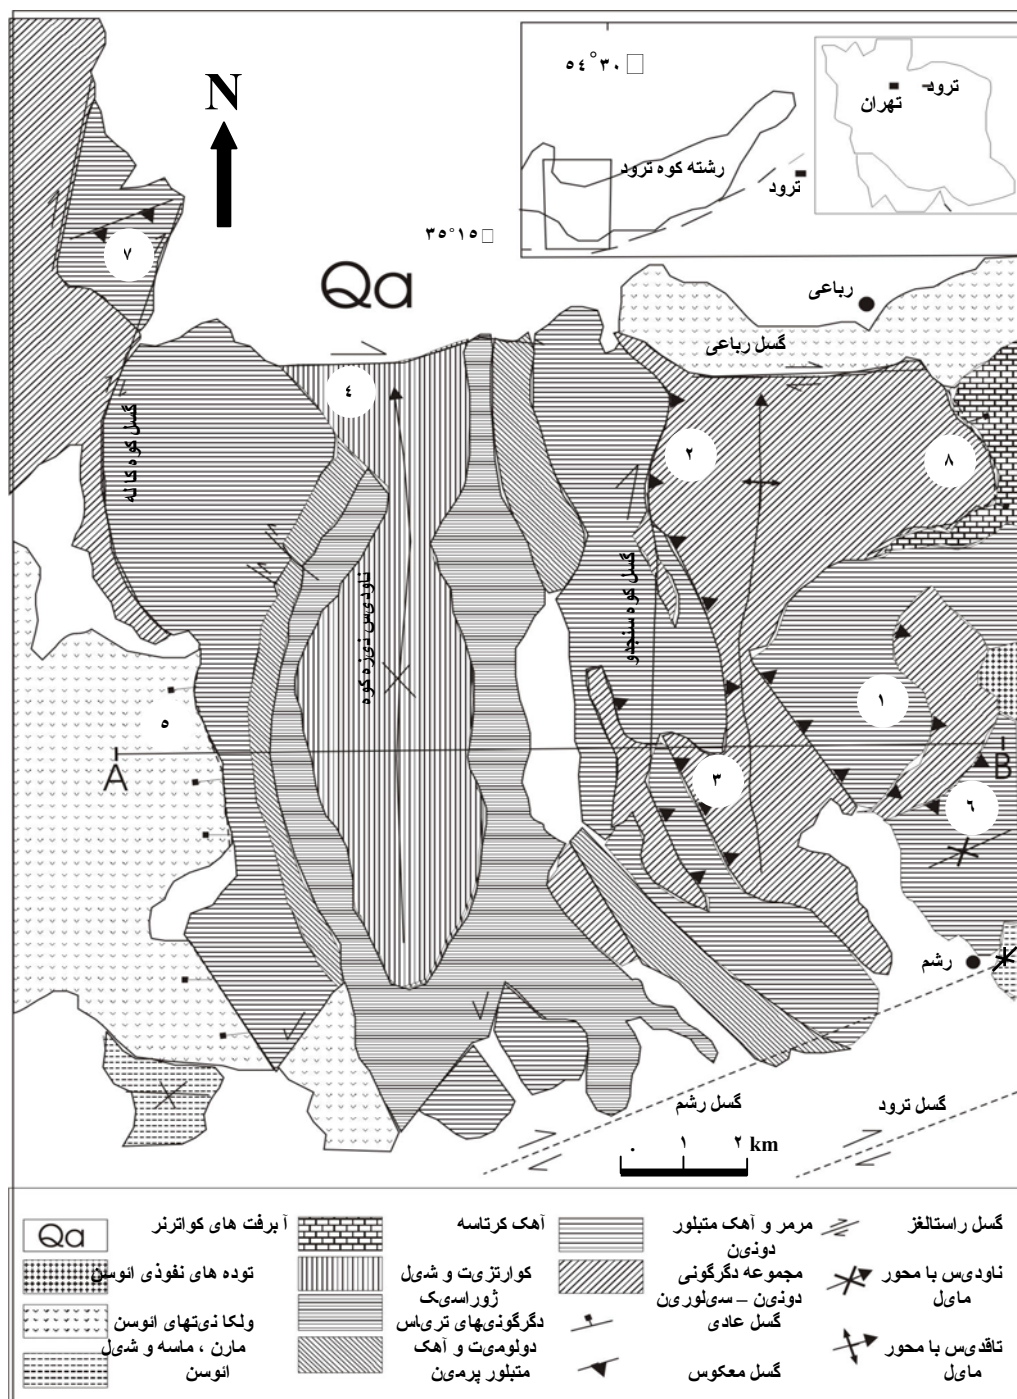 ٥٤°٣٠
ترود
تهران
رشته کوه ترود
ترود
N
٣٥°١٥
Qa
رباعی
گسل رباعی
٧
٤
٢
٨
گسل کوه کاله
ناودیس نیزه کوه
گسل کوه سنجدو
١
٥
A
B
٣
٦
رشم
گسل رشم
گسل ترود
٠ ١ ٢ km
Qa
آبرفت های کواترنر
توده های نفوذی ائوسن
ولکانیتهای ائوسن
مارن ، ماسه و شیل
ائوسن
آهک کرتاسه
کوارتزیت و شیل
ژوراسیک
دگرگونیهای تریاس
دولومیت و آهک
متبلور پرمین
مرمر و آهک متبلور
دونین
مجموعه دگرگونی
دونین – سیلورین
گسل عادی
گسل معکوس
گسل راستالغز
ناودیس با محور
مایل
تاقدیس با محور
مایل